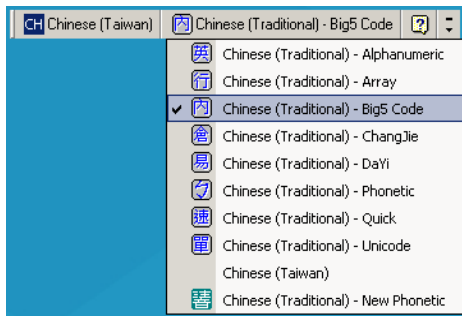 CH Chinese (Taiwan) 內 Chinese (Traditional) - Big5 Code
英 Chinese (Traditional) - Alphanumeric
行 Chinese (Traditional) - Array
內 Chinese (Traditional) - Big5 Code
倉 Chinese (Traditional) - ChangJie
易 Chinese (Traditional) - DaYi
ㄅ Chinese (Traditional) - Phonetic
速 Chinese (Traditional) - Quick
單 Chinese (Traditional) - Unicode
Chinese (Taiwan)
Chinese (Traditional) - New Phonetic